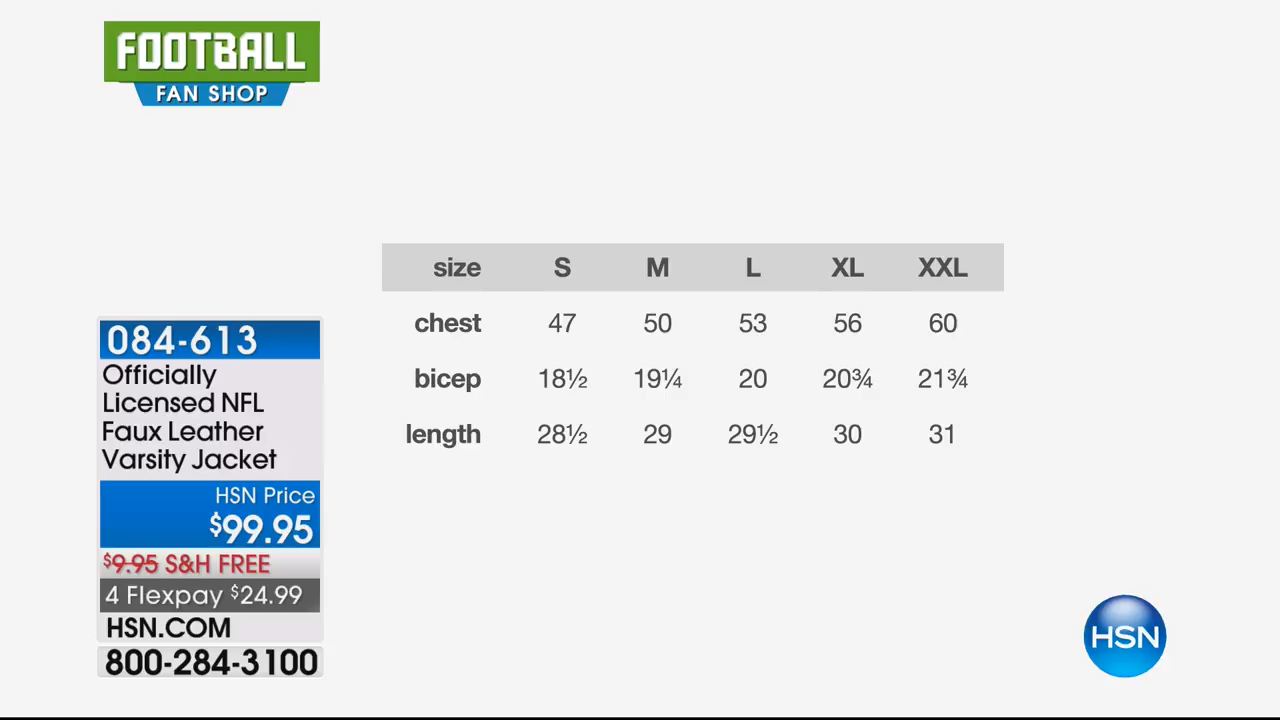 FOOTBALL
FAN SHOP
size S M L XL XXL
chest 47 50 53 56 60
bicep 18½ 19¼ 20 20¾ 21¾
length 28½ 29 29½ 30 31
084-613
Officially
Licensed NFL
Faux Leather
Varsity Jacket
HSN Price
$99.95
$9.95 S&H FREE
4 Flexpay $24.99
HSN.COM
800-284-3100
HSN